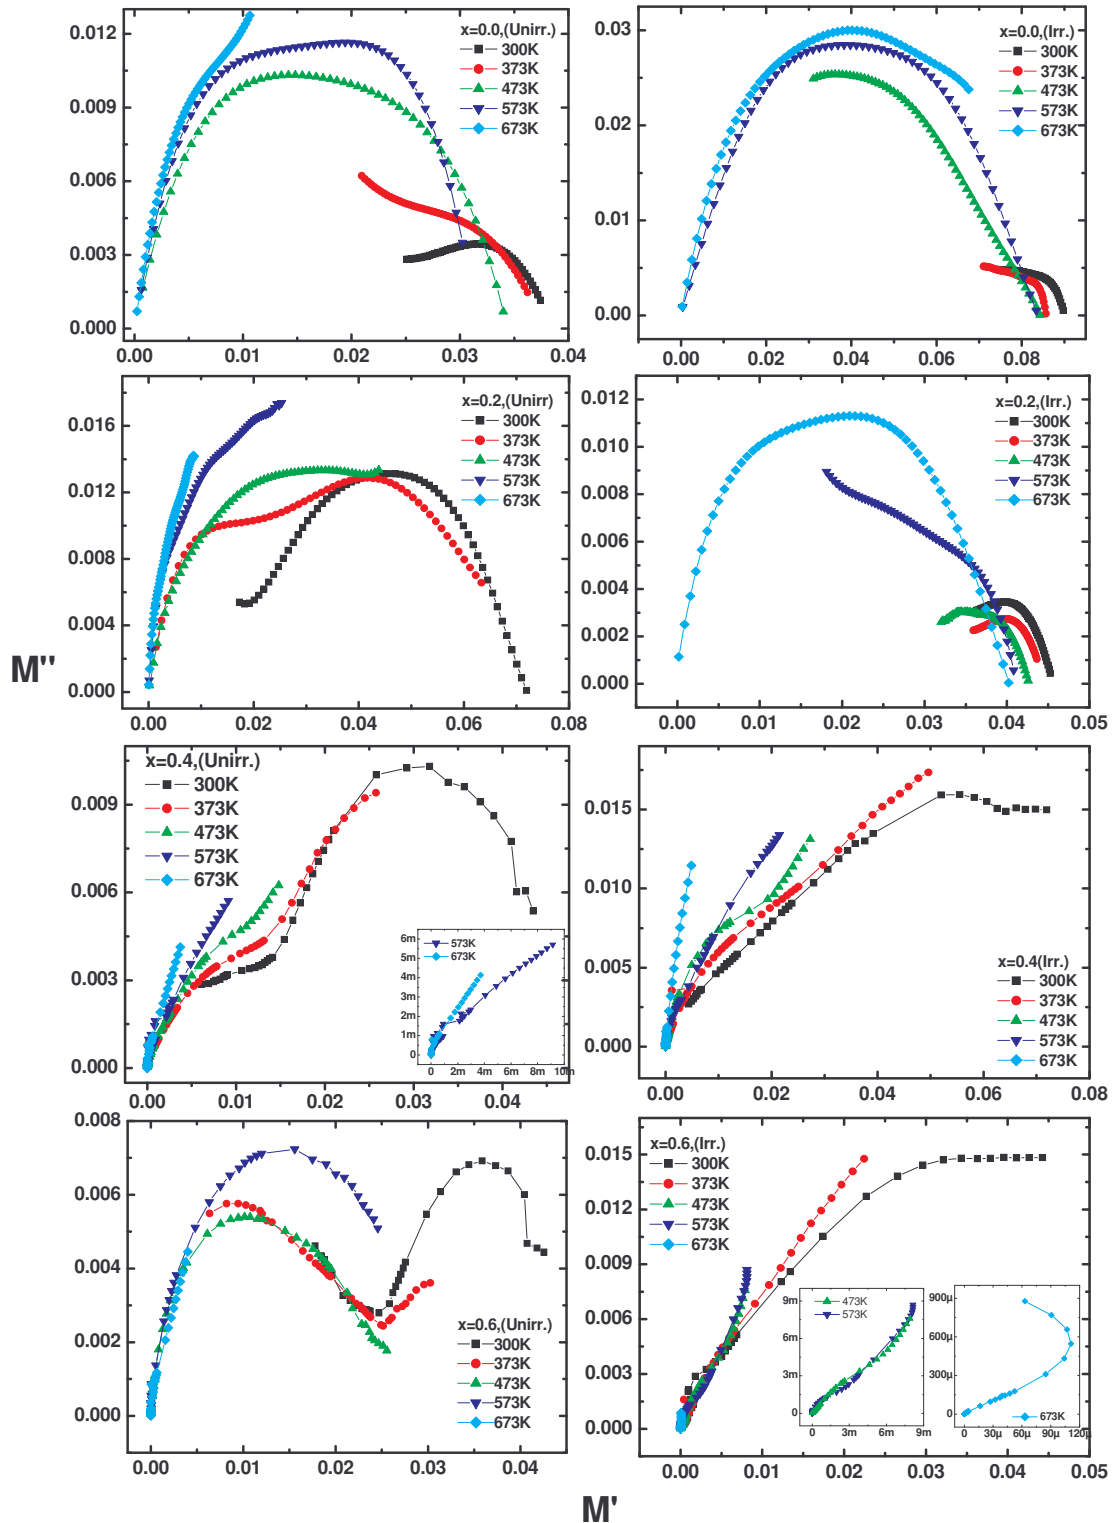 x=0.0,(Unirr.)
300K
373K
473K
573K
673K
0.012
0.009
0.006
0.003
0.000
0.00 0.01 0.02 0.03 0.04
x=0.0,(Irr.)
300K
373K
473K
573K
673K
0.03
0.02
0.01
0.00
0.00 0.02 0.04 0.06 0.08
x=0.2,(Unirr)
300K
373K
473K
573K
673K
0.016
0.012
0.008
0.004
0.000
0.00 0.02 0.04 0.06 0.08
x=0.2,(Irr.)
300K
373K
473K
573K
673K
0.012
0.010
0.008
0.006
0.004
0.002
0.000
0.00 0.01 0.02 0.03 0.04 0.05
M''
x=0.4,(Unirr.)
300K
373K
473K
573K
673K
0.009
0.006
0.003
0.000
0.00 0.01 0.02 0.03 0.04
573K
673K
6m
5m
4m
3m
2m
1m
0
0 2m 4m 6m 8m 10m
x=0.4(Irr.)
300K
373K
473K
573K
673K
0.015
0.010
0.005
0.000
0.00 0.02 0.04 0.06 0.08
x=0.6,(Unirr.)
300K
373K
473K
573K
673K
0.008
0.006
0.004
0.002
0.000
0.00 0.01 0.02 0.03 0.04
x=0.6,(Irr.)
300K
373K
473K
573K
673K
0.015
0.012
0.009
0.006
0.003
0.000
0.00 0.01 0.02 0.03 0.04 0.05
473K
573K
9m
6m
3m
0
0 3m 6m 9m
673K
900µ
600µ
300µ
0
0 30µ 60µ 90µ 120µ
M'